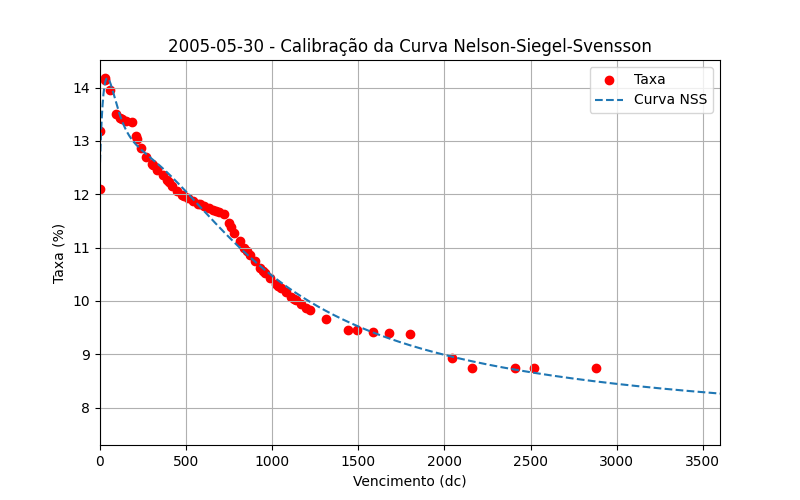 2005-05-30 - Calibração da Curva Nelson-Siegel-Svensson
Taxa
Curva NSS
Taxa (%)
14
13
12
11
10
9
8
0 500 1000 1500 2000 2500 3000 3500
Vencimento (dc)